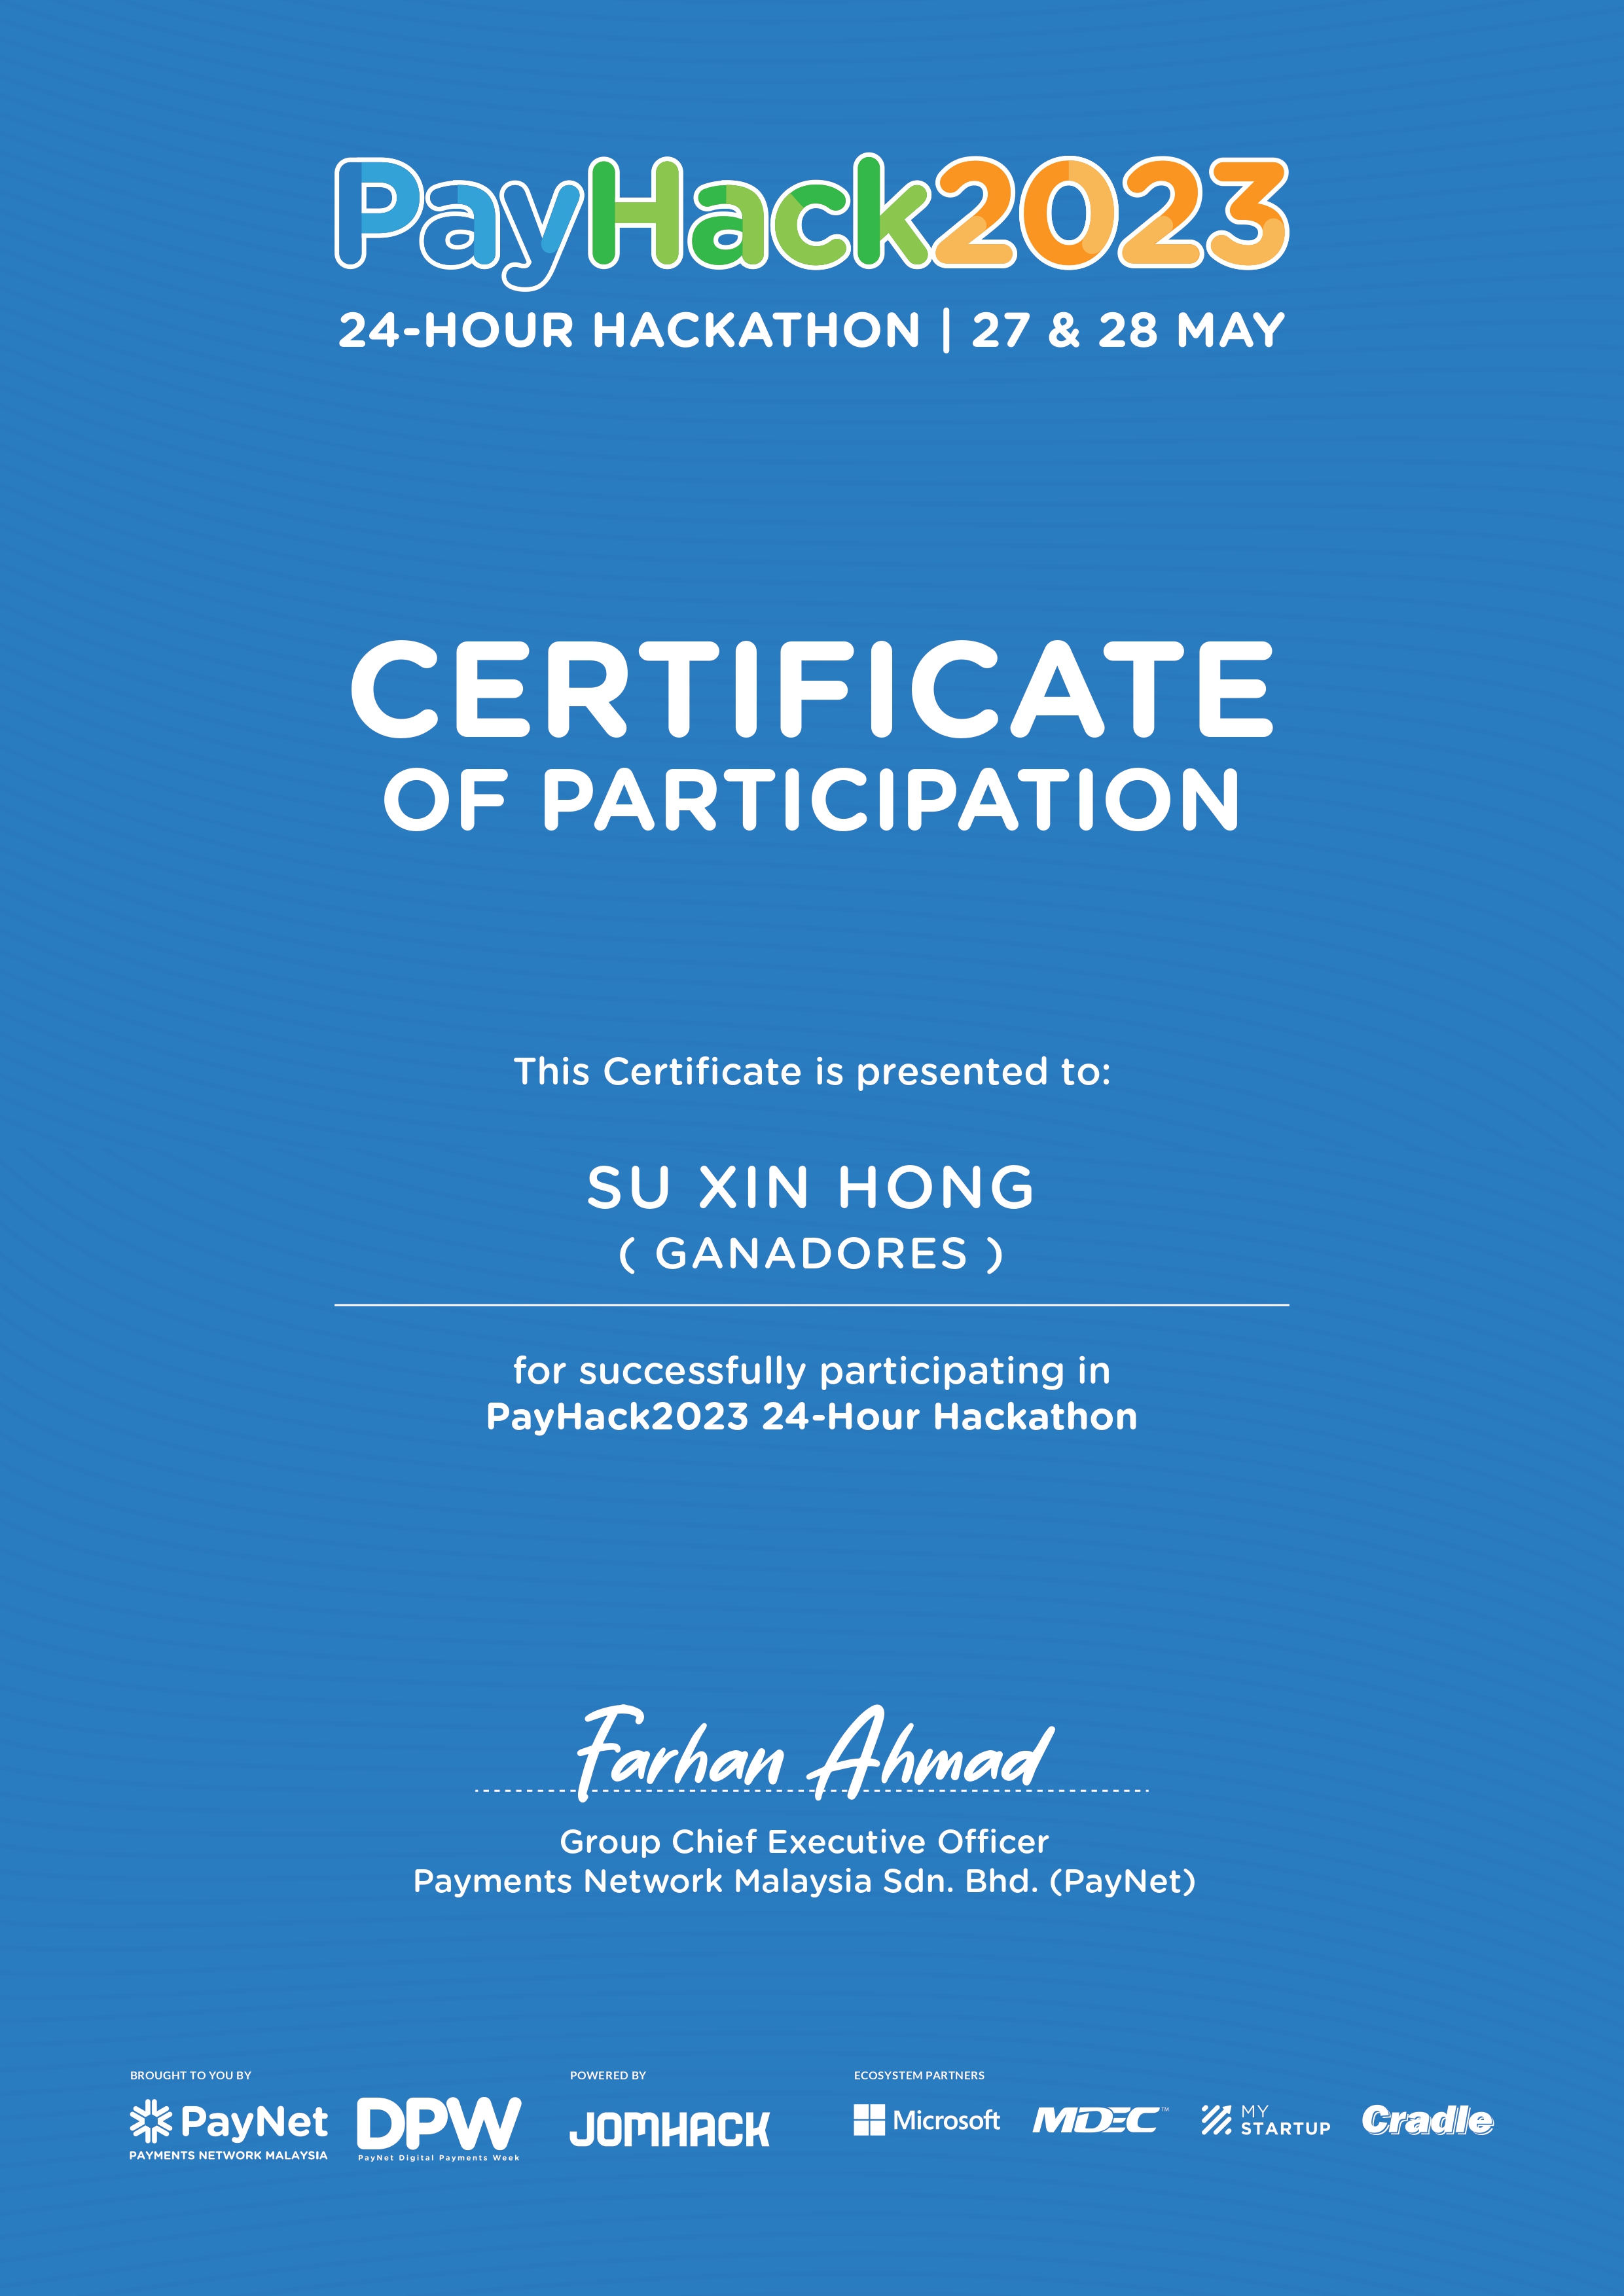 PayHack2023
24-HOUR HACKATHON | 27 & 28 MAY
CERTIFICATE
OF PARTICIPATION
This Certificate is presented to:
SU XIN HONG
( GANADORES )
for successfully participating in
PayHack2023 24-Hour Hackathon
Farhan Ahmad
Group Chief Executive Officer
Payments Network Malaysia Sdn. Bhd. (PayNet)
BROUGHT TO YOU BY
PayNet
PAYMENTS NETWORK MALAYSIA
DPW
PayNet Digital Payments Week
POWERED BY
JOMHACK
ECOSYSTEM PARTNERS
Microsoft
MDEC™
MY
STARTUP
Cradle